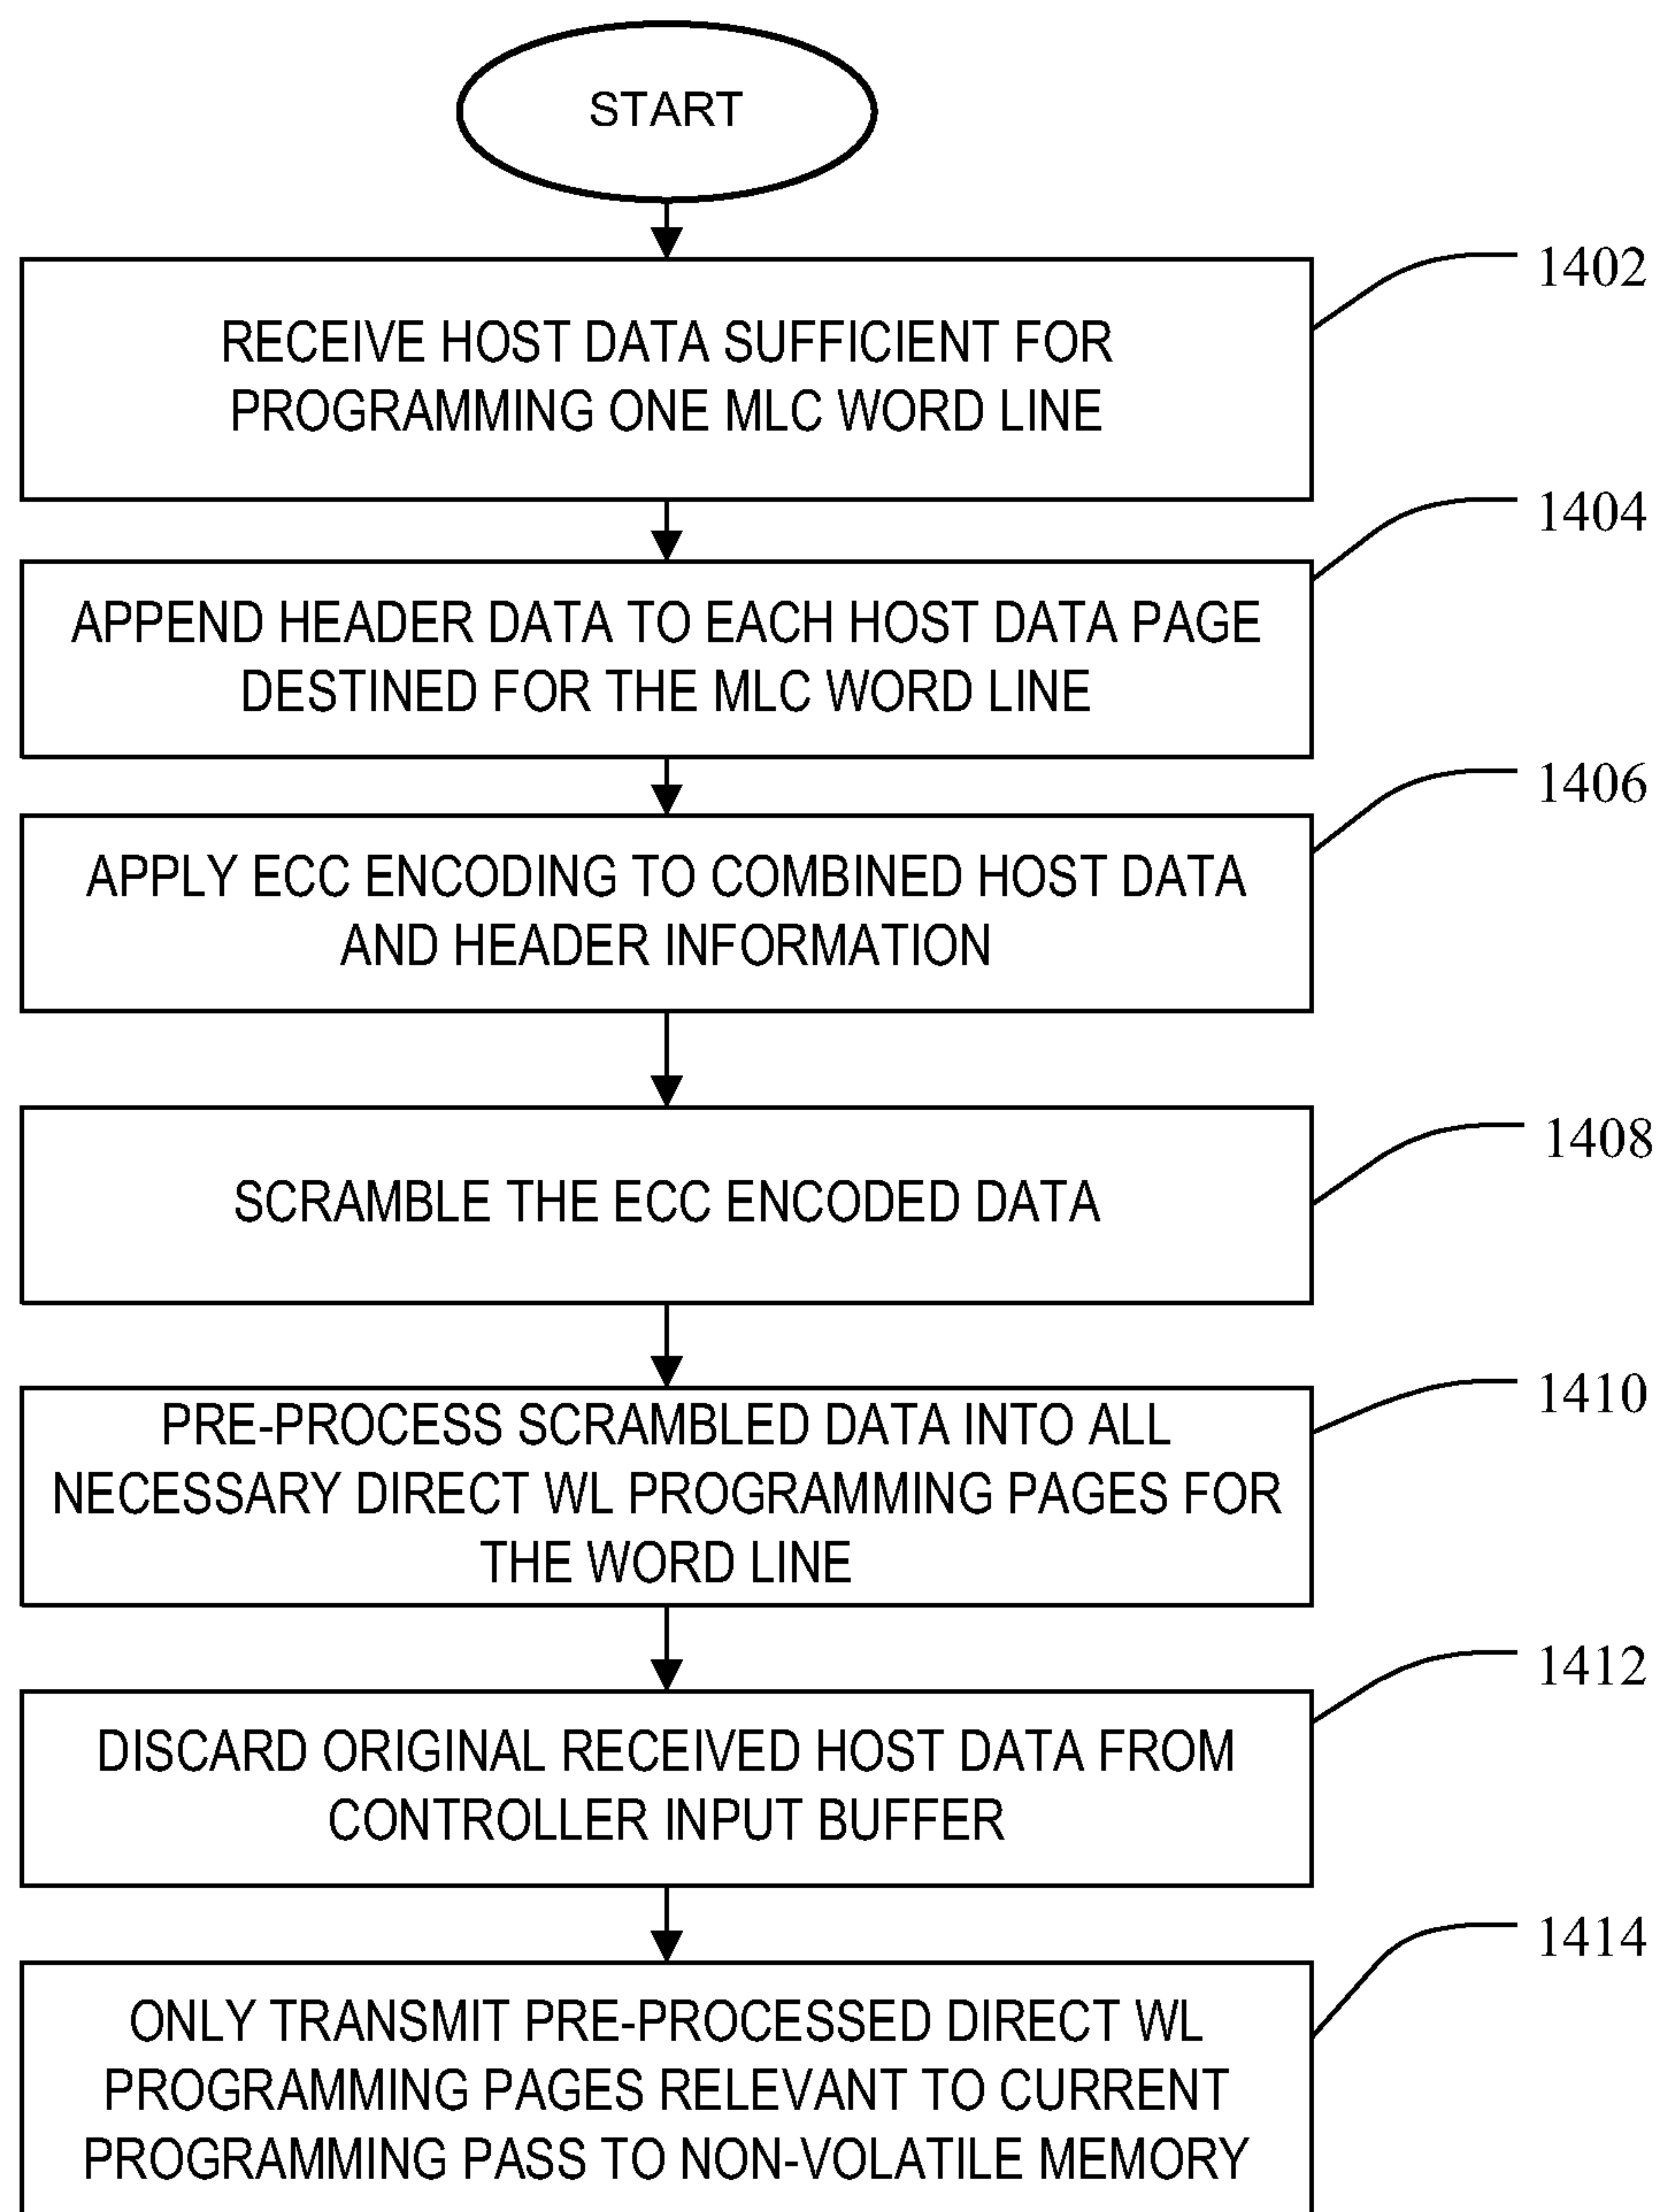 START
1402
RECEIVE HOST DATA SUFFICIENT FOR
PROGRAMMING ONE MLC WORD LINE
1404
APPEND HEADER DATA TO EACH HOST DATA PAGE
DESTINED FOR THE MLC WORD LINE
1406
APPLY ECC ENCODING TO COMBINED HOST DATA
AND HEADER INFORMATION
1408
SCRAMBLE THE ECC ENCODED DATA
1410
PRE-PROCESS SCRAMBLED DATA INTO ALL
NECESSARY DIRECT WL PROGRAMMING PAGES FOR
THE WORD LINE
1412
DISCARD ORIGINAL RECEIVED HOST DATA FROM
CONTROLLER INPUT BUFFER
1414
ONLY TRANSMIT PRE-PROCESSED DIRECT WL
PROGRAMMING PAGES RELEVANT TO CURRENT
PROGRAMMING PASS TO NON-VOLATILE MEMORY